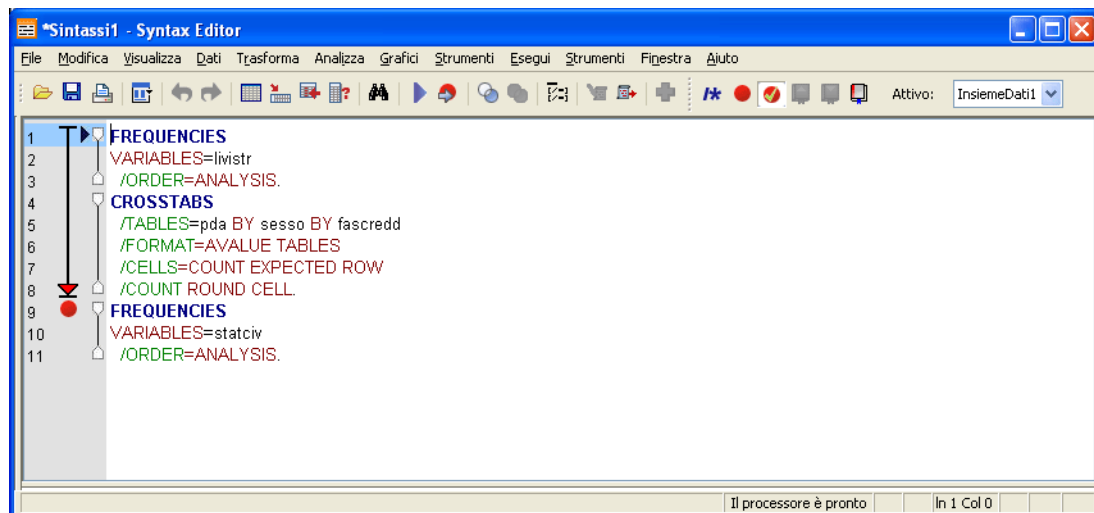 *Sintassi1 - Syntax Editor
File Modifica Visualizza Dati Trasforma Analizza Grafici Strumenti Esegui Strumenti Finestra Aiuto
Attivo: InsiemeDati1
1 FREQUENCIES
2 VARIABLES=livistr
3 /ORDER=ANALYSIS.
4 CROSSTABS
5 /TABLES=pda BY sesso BY fascredd
6 /FORMAT=AVALUE TABLES
7 /CELLS=COUNT EXPECTED ROW
8 /COUNT ROUND CELL.
9 FREQUENCIES
10 VARIABLES=statciv
11 /ORDER=ANALYSIS.
Il processore è pronto In 1 Col 0